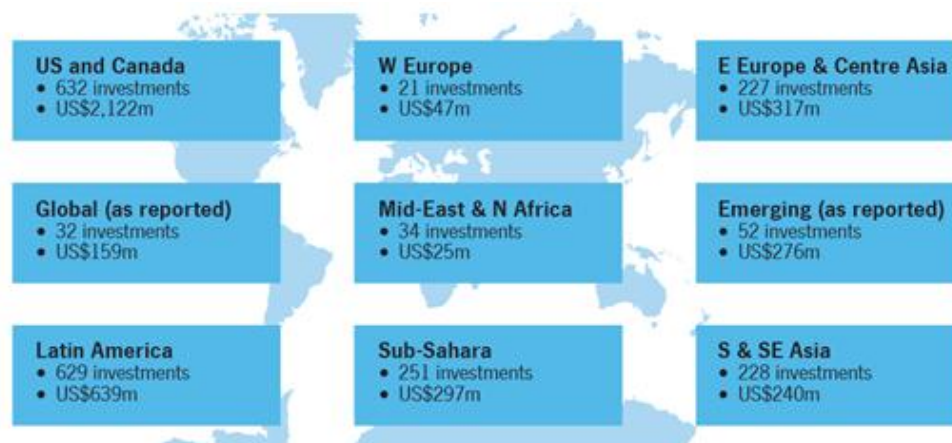 US and Canada
• 632 investments
• US$2,122m
W Europe
• 21 investments
• US$47m
E Europe & Centre Asia
• 227 investments
• US$317m
Global (as reported)
• 32 investments
• US$159m
Mid-East & N Africa
• 34 investments
• US$25m
Emerging (as reported)
• 52 investments
• US$276m
Latin America
• 629 investments
• US$639m
Sub-Sahara
• 251 investments
• US$297m
S & SE Asia
• 228 investments
• US$240m